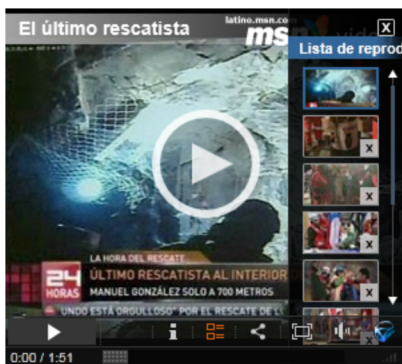 El último rescatista
latino.msn.com
msn
Lista de reprod
LA HORA DEL RESCATE
24
HORAS
ÚLTIMO RESCATISTA AL INTERIOR
MANUEL GONZÁLEZ SOLO A 700 METROS
UNDO ESTÁ ORGULLOSO" POR EL RESCATE DE
0:00 / 1:51